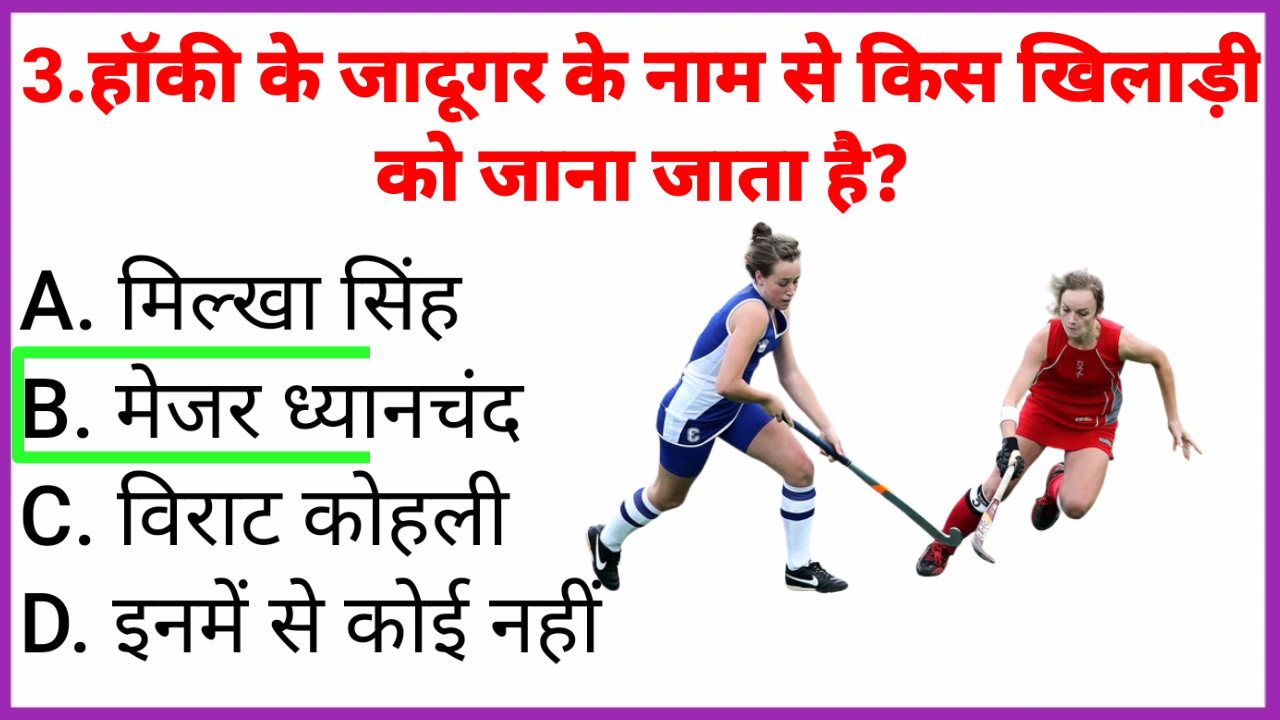 3.हॉकी के जादूगर के नाम से किस खिलाड़ी
को जाना जाता है?
A. मिल्खा सिंह
B. मेजर ध्यानचंद
C. विराट कोहली
D. इनमें से कोई नहीं